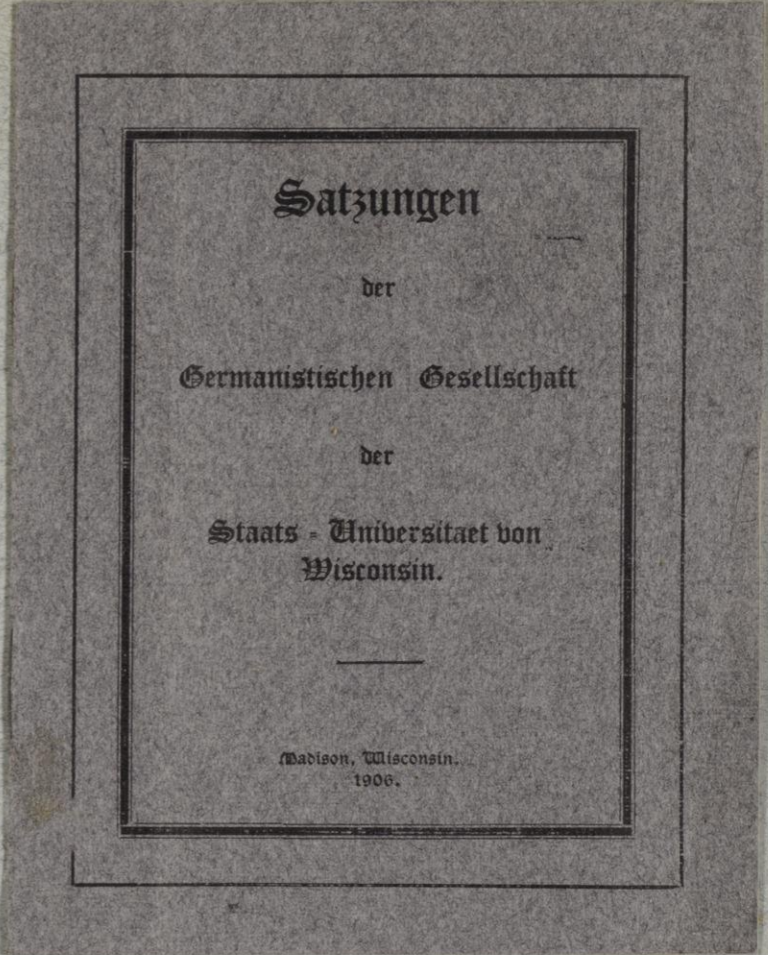 Satzungen
der
Germanistischen Gesellschaft
der
Staats - Universitaet von
Wisconsin.
Madison, Wisconsin.
1906.